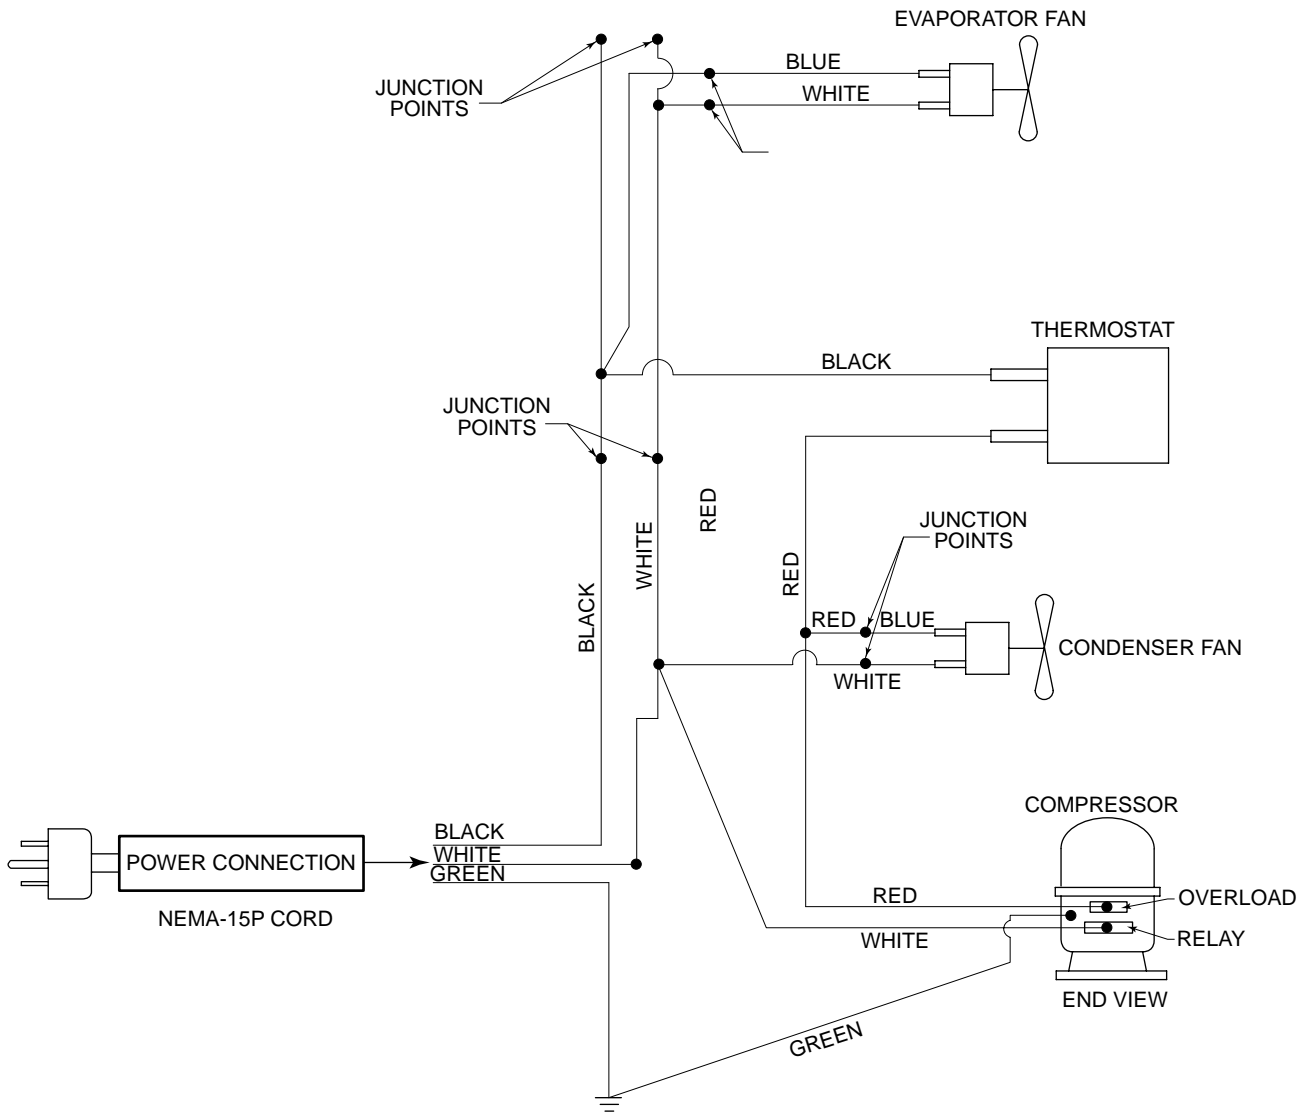 EVAPORATOR FAN
JUNCTION
POINTS
BLUE
WHITE
THERMOSTAT
BLACK
JUNCTION
POINTS
RED
WHITE
JUNCTION
POINTS
RED
BLACK
RED
BLUE
CONDENSER FAN
WHITE
COMPRESSOR
BLACK
WHITE
POWER CONNECTION
GREEN
NEMA-15P CORD
RED
OVERLOAD
WHITE
RELAY
END VIEW
GREEN